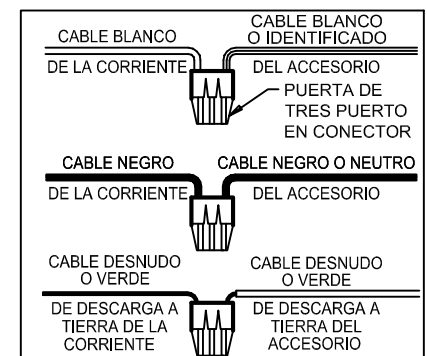 CABLE BLANCO
CABLE BLANCO
O IDENTIFICADO
DE LA CORRIENTE
DEL ACCESORIO
PUERTA DE
TRES PUERTO
EN CONECTOR
CABLE NEGRO
CABLE NEGRO O NEUTRO
DE LA CORRIENTE
DEL ACCESORIO
CABLE DESNUDO
O VERDE
CABLE DESNUDO
O VERDE
DE DESCARGA A
TIERRA DE LA
CORRIENTE
DE DESCARGA A
TIERRA DEL
ACCESORIO